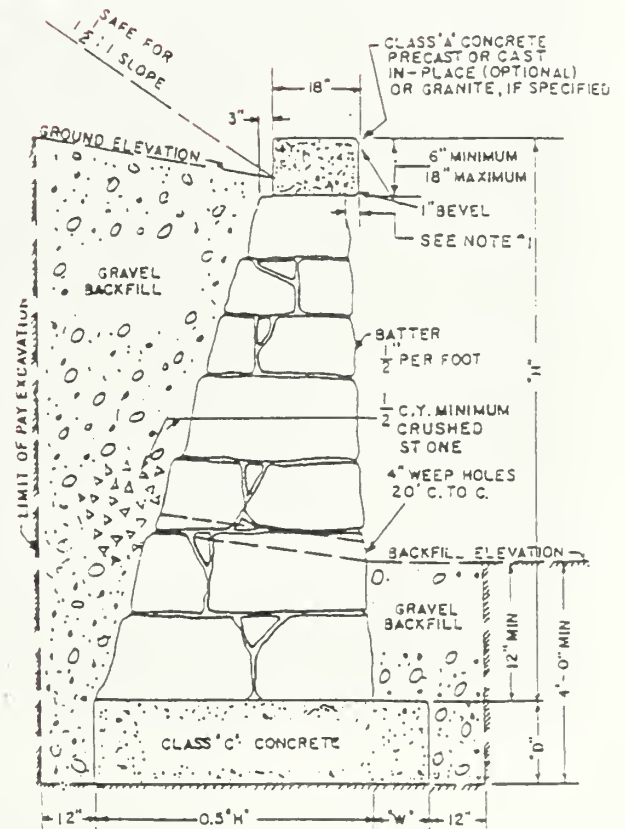 SAFE FOR
1 1/2 : 1 SLOPE
CLASS "A" CONCRETE
PRECAST OR CAST
IN-PLACE (OPTIONAL)
OR GRANITE, IF SPECIFIED
18"
3"
GROUND ELEVATION
6" MINIMUM
18" MAXIMUM
1" BEVEL
SEE NOTE #1
GRAVEL
BACKFILL
LIMIT OF PAY EXCAVATION
BATTER
1/2" PER FOOT
1/2 C.Y. MINIMUM
CRUSHED
STONE
4" WEEP HOLES
20' C. TO C.
"H"
BACKFILL ELEVATION
GRAVEL
BACKFILL
12" MIN
4'-0" MIN
CLASS "C" CONCRETE
"D"
12"
0.5 "H"
"W"
12"